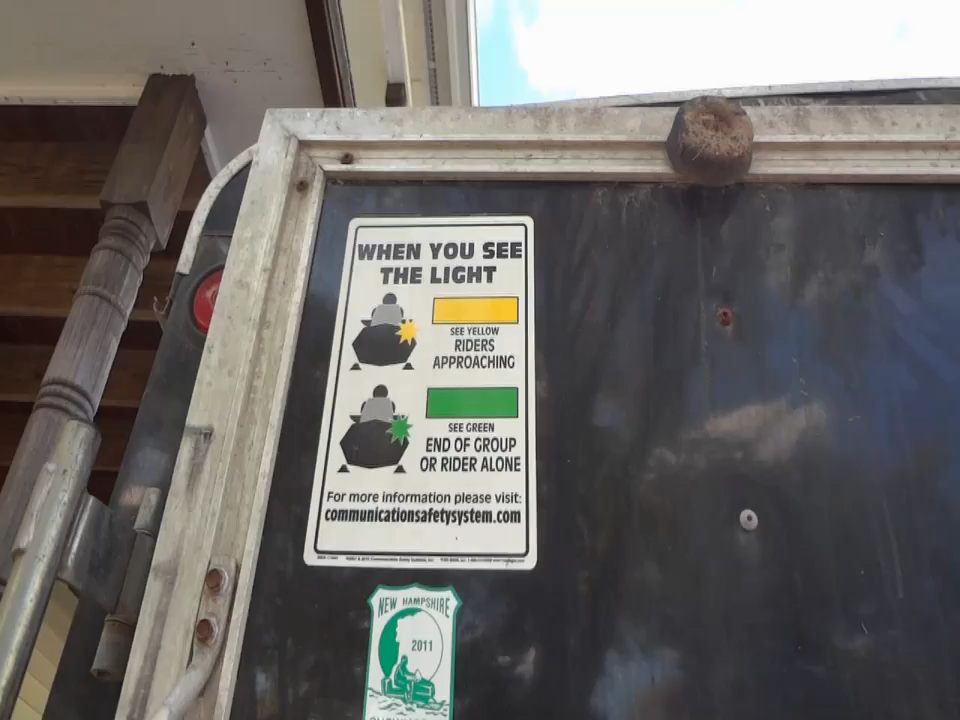 WHEN YOU SEE
THE LIGHT
SEE YELLOW
RIDERS
APPROACHING
SEE GREEN
END OF GROUP
OR RIDER ALONE
For more information please visit:
communicationsafetysystem.com
NEW HAMPSHIRE
2011